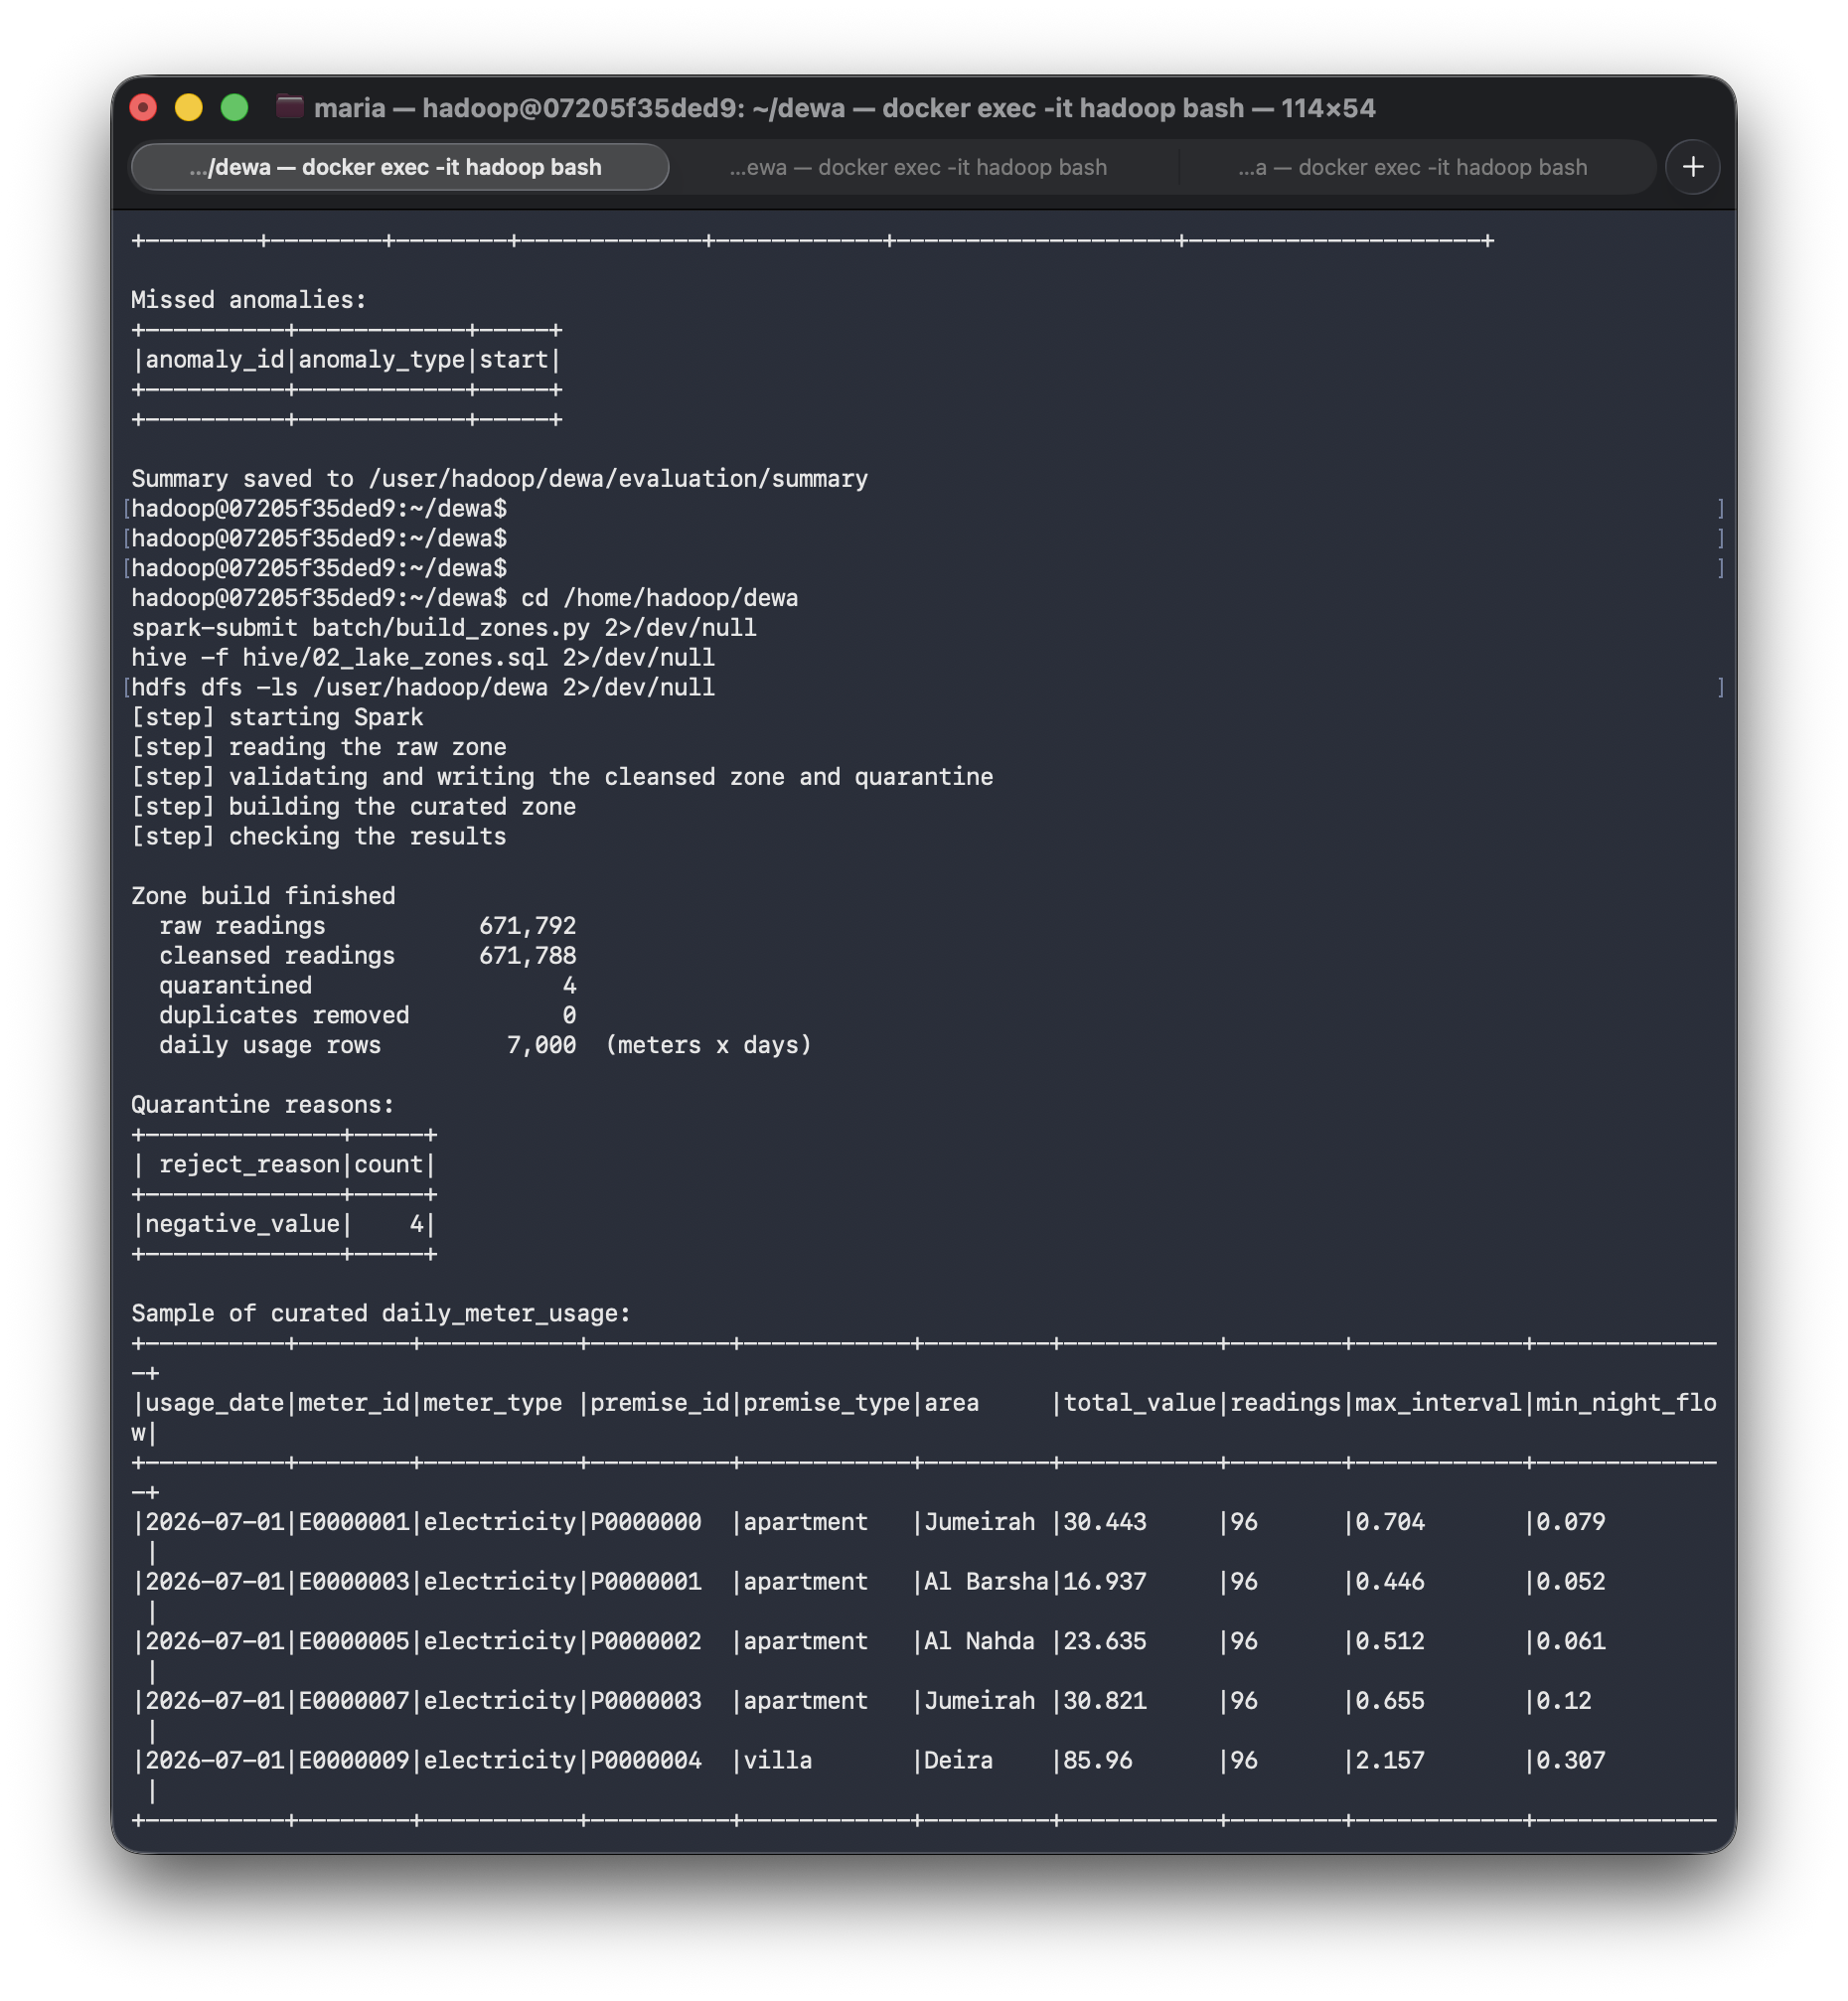 maria — hadoop@07205f35ded9: ~/dewa — docker exec -it hadoop bash — 114×54
.../dewa — docker exec -it hadoop bash
...ewa — docker exec -it hadoop bash
...a — docker exec -it hadoop bash
+
+--------+--------+--------+-------------+------------+--------------------+---------------------+
Missed anomalies:
+----------+------------+-----+
|anomaly_id|anomaly_type|start|
+----------+------------+-----+
+----------+------------+-----+
Summary saved to /user/hadoop/dewa/evaluation/summary
[hadoop@07205f35ded9:~/dewa$ ]
[hadoop@07205f35ded9:~/dewa$ ]
[hadoop@07205f35ded9:~/dewa$ ]
hadoop@07205f35ded9:~/dewa$ cd /home/hadoop/dewa
spark-submit batch/build_zones.py 2>/dev/null
hive -f hive/02_lake_zones.sql 2>/dev/null
[hdfs dfs -ls /user/hadoop/dewa 2>/dev/null ]
[step] starting Spark
[step] reading the raw zone
[step] validating and writing the cleansed zone and quarantine
[step] building the curated zone
[step] checking the results
Zone build finished
  raw readings           671,792
  cleansed readings      671,788
  quarantined                  4
  duplicates removed           0
  daily usage rows         7,000  (meters x days)
Quarantine reasons:
+--------------+-----+
| reject_reason|count|
+--------------+-----+
|negative_value|    4|
+--------------+-----+
Sample of curated daily_meter_usage:
+----------+--------+-----------+----------+------------+---------+-----------+--------+------------+-------------
-+
|usage_date|meter_id|meter_type |premise_id|premise_type|area     |total_value|readings|max_interval|min_night_flo
w|
+----------+--------+-----------+----------+------------+---------+-----------+--------+------------+-------------
-+
|2026-07-01|E0000001|electricity|P0000000  |apartment   |Jumeirah |30.443     |96      |0.704       |0.079
 |
|2026-07-01|E0000003|electricity|P0000001  |apartment   |Al Barsha|16.937     |96      |0.446       |0.052
 |
|2026-07-01|E0000005|electricity|P0000002  |apartment   |Al Nahda |23.635     |96      |0.512       |0.061
 |
|2026-07-01|E0000007|electricity|P0000003  |apartment   |Jumeirah |30.821     |96      |0.655       |0.12
 |
|2026-07-01|E0000009|electricity|P0000004  |villa       |Deira    |85.96      |96      |2.157       |0.307
 |
+----------+--------+-----------+----------+------------+---------+-----------+--------+------------+-------------